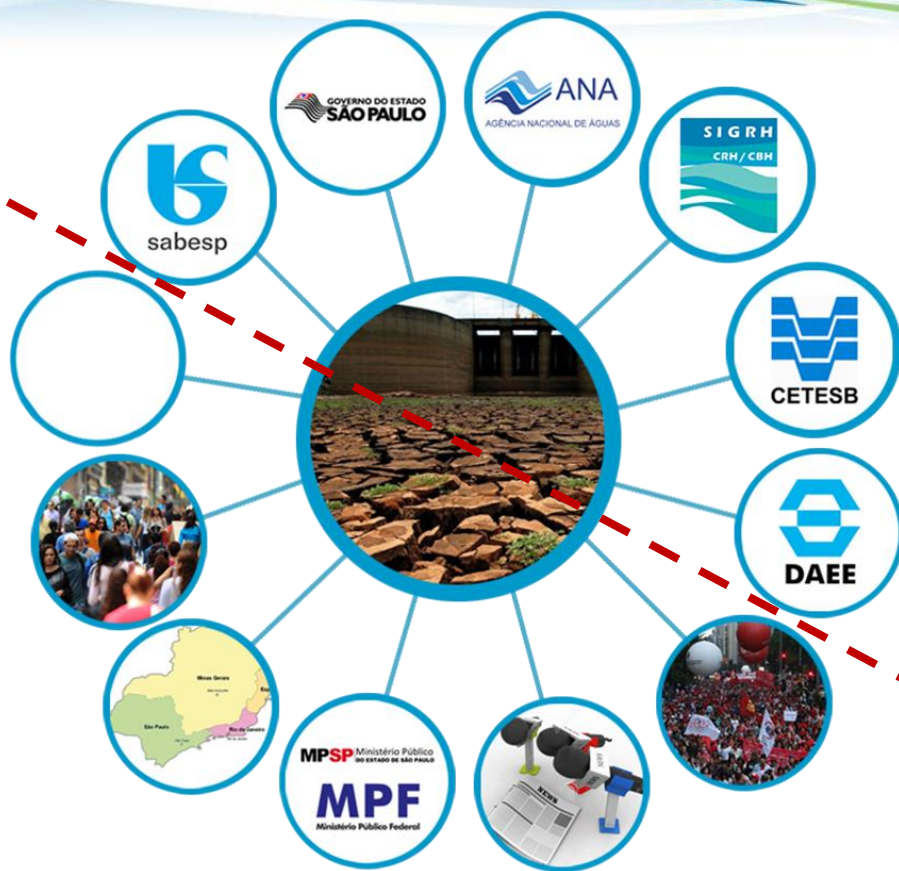 GOVERNO DO ESTADO
SÃO PAULO
ANA
AGÊNCIA NACIONAL DE ÁGUAS
SIGRH
CRH/CBH
sabesp
CETESB
DAEE
Minas Gerais
São Paulo
Rio de Janeiro
MPSP Ministério Público
DO ESTADO DE SÃO PAULO
MPF
Ministério Público Federal
NEWS